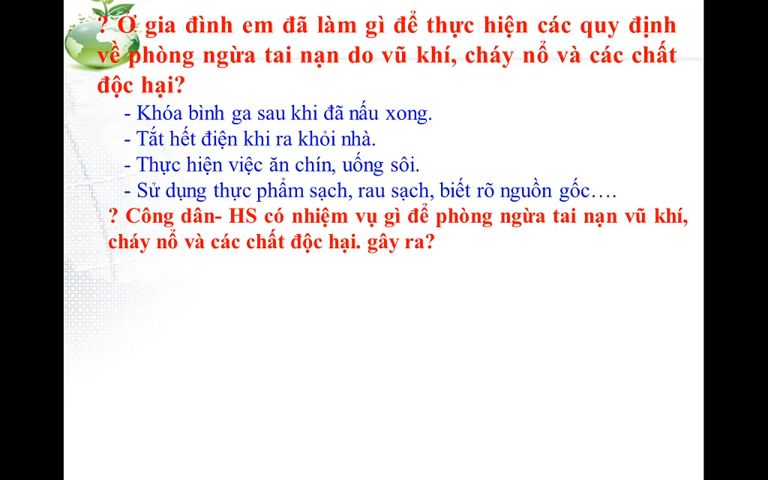 ? Ở gia đình em đã làm gì để thực hiện các quy định
về phòng ngừa tai nạn do vũ khí, cháy nổ và các chất
độc hại?
- Khóa bình ga sau khi đã nấu xong.
- Tắt hết điện khi ra khỏi nhà.
- Thực hiện việc ăn chín, uống sôi.
- Sử dụng thực phẩm sạch, rau sạch, biết rõ nguồn gốc….
? Công dân- HS có nhiệm vụ gì để phòng ngừa tai nạn vũ khí,
cháy nổ và các chất độc hại. gây ra?